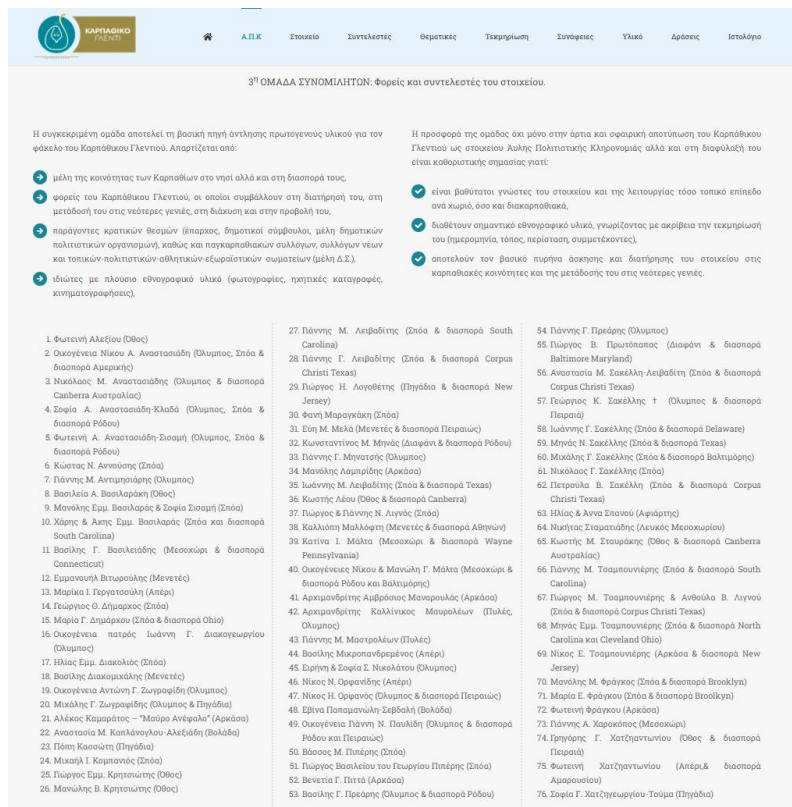 ΚΑΡΠΑΘΙΚΟ
ΓΛΕΝΤΙ
Α.Π.Κ
Στοιχείο
Συντελεστές
Θεματικές
Τεκμηρίωση
Συνάφειες
Υλικό
Δράσεις
Ιστολόγιο
3η ΟΜΑΔΑ ΣΥΝΟΜΙΛΗΤΩΝ: Φορείς και συντελεστές του στοιχείου.
Η συγκεκριμένη ομάδα αποτελεί τη βασική πηγή άντλησης πρωτογενούς υλικού για τον
φάκελο του Καρπάθικου Γλεντιού. Απαρτίζεται από:
μέλη της κοινότητας των Καρπαθίων στο νησί αλλά και στη διασπορά τους,
φορείς του Καρπάθικου Γλεντιού, οι οποίοι συμβάλλουν στη διατήρησή του, στη
μετάδοσή του στις νεότερες γενιές, στη διάχυση και στην προβολή του,
παράγοντες κρατικών θεσμών (έπαρχος, δημοτικοί σύμβουλοι, μέλη δημοτικών
πολιτιστικών οργανισμών), καθώς και παγκαρπαθιακών συλλόγων, συλλόγων νέων
και τοπικών-πολιτιστικών-αθλητικών-εξωραϊστικών σωματείων (μέλη Δ.Σ.),
ιδιώτες με πλούσιο εθνογραφικό υλικό (φωτογραφίες, ηχητικές καταγραφές,
κινηματογραφήσεις),
Η προσφορά της ομάδας όχι μόνο στην άρτια και σφαιρική αποτύπωση του Καρπάθικου
Γλεντιού ως στοιχείου Άυλης Πολιτιστικής Κληρονομιάς αλλά και στη διαφύλαξή του
είναι καθοριστικής σημασίας γιατί:
είναι βαθύτατοι γνώστες του στοιχείου και της λειτουργίας τόσο τοπικό επίπεδο
ανά χωριό, όσο και διακαρπαθιακά,
διαθέτουν σημαντικό εθνογραφικό υλικό, γνωρίζοντας με ακρίβεια την τεκμηρίωσή
του (ημερομηνία, τόπος, περίσταση, συμμετέχοντες),
αποτελούν τον βασικό πυρήνα άσκησης και διατήρησης του στοιχείου στις
καρπαθιακές κοινότητες και της μετάδοσής του στις νεότερες γενιές.
1. Φωτεινή Αλεξίου (Όθος)
2. Οικογένεια Νίκου Α. Αναστασιάδη (Όλυμπος, Σπόα &
διασπορά Αμερικής)
3. Νικόλαος Μ. Αναστασιάδης (Όλυμπος & διασπορά
Canberra Αυστραλίας)
4. Σοφία Α. Αναστασιάδη-Κλαδά (Όλυμπος, Σπόα &
διασπορά Ρόδου)
5. Φωτεινή Α. Αναστασιάδη-Σισαμή (Όλυμπος, Σπόα &
διασπορά Ρόδου)
6. Κώστας Ν. Αννούσης (Σπόα)
7. Γιάννης Μ. Αντιμησιάρης (Όλυμπος)
8. Βασιλεία Α. Βασιλαράκη (Όθος)
9. Μανόλης Εμμ. Βασιλαράς & Σοφία Σισαμή (Σπόα)
10. Χάρης & Άκης Εμμ. Βασιλαράς (Σπόα και διασπορά
South Carolina)
11. Βασίλης Γ. Βασιλειάδης (Μεσοχώρι & διασπορά
Connecticut)
12. Εμμανουήλ Βιτωρούλης (Μενετές)
13. Μαρίκα Ι. Γεργατσούλη (Απέρι)
14. Γεώργιος Θ. Δήμαρχος (Σπόα)
15. Μαρία Γ. Δημάρχου (Σπόα & διασπορά Ohio)
16. Οικογένεια πατρός Ιωάννη Γ. Διακογεωργίου
(Όλυμπος)
17. Ηλίας Εμμ. Διακολιός (Σπόα)
18. Βασίλης Διακομιχάλης (Μενετές)
19. Οικογένεια Αντώνη Γ. Ζωγραφίδη (Όλυμπος)
20. Μιχάλης Γ. Ζωγραφίδης (Όλυμπος & Πηγάδια)
21. Αλέκος Καμαράτος – “Μαύρο Ανέφαλο” (Αρκάσα)
22. Αναστασία Μ. Καπλάνογλου-Αλεξιάδη (Βολάδα)
23. Πόπη Κασσώτη (Πηγάδια)
24. Μιχαήλ Ι. Κομπανιός (Σπόα)
25. Γιώργος Εμμ. Κρητσιώτης (Όθος)
26. Μανώλης Β. Κρητσιώτης (Όθος)
27. Γιάννης Μ. Λειβαδίτης (Σπόα & διασπορά South
Carolina)
28. Γιάννης Γ. Λειβαδίτης (Σπόα & διασπορά Corpus
Christi Texas)
29. Γιώργος Η. Λογοθέτης (Πηγάδια & διασπορά New
Jersey)
30. Φανή Μαραγκάκη (Σπόα)
31. Εύη Μ. Μελά (Μενετές & διασπορά Πειραιώς)
32. Κωνσταντίνος Μ. Μηνάς (Διαφάνι & διασπορά Ρόδου)
33. Γιάννης Γ. Μηνατσής (Όλυμπος)
34. Μανόλης Λαμπρίδης (Αρκάσα)
35. Ιωάννης Μ. Λειβαδίτης (Σπόα & διασπορά Texas)
36. Κωστής Λέου (Όθος & διασπορά Canberra)
37. Γιώργος & Γιάννης Ν. Λιγνός (Σπόα)
38. Καλλιόπη Μαλλόφτη (Μενετές & διασπορά Αθηνών)
39. Κατίνα Ι. Μάλτα (Μεσοχώρι & διασπορά Wayne
Pennsylvania)
40. Οικογένειες Νίκου & Μανώλη Γ. Μάλτα (Μεσοχώρι &
διασπορά Ρόδου και Βαλτιμόρης)
41. Αρχιμανδρίτης Αμβρόσιος Μαναρουλάς (Αρκάσα)
42. Αρχιμανδρίτης Καλλίνικος Μαυρολέων (Πυλές,
Όλυμπος)
43. Γιάννης Μ. Μαστρολέων (Πυλές)
44. Βασίλης Μικροπανδρεμένος (Απέρι)
45. Ειρήνη & Σοφία Σ. Νικολάτου (Όλυμπος)
46. Νίκος Ν. Ορφανίδης (Απέρι)
47. Νίκος Η. Ορφανός (Όλυμπος & διασπορά Πειραιώς)
48. Εβίνα Παπαμανώλη-Σεβδαλή (Βολάδα)
49. Οικογένεια Γιάννη Ν. Παυλίδη (Όλυμπος & διασπορά
Ρόδου και Πειραιώς)
50. Βάσσος Μ. Πιπέρης (Σπόα)
51. Γιώργος Βασιλείου του Γεωργίου Πιπέρης (Σπόα)
52. Βενετία Γ. Πιττά (Αρκάσα)
53. Βασίλης Γ. Πρεάρης (Όλυμπος & διασπορά Ρόδου)
54. Γιάννης Γ. Πρεάρης (Όλυμπος)
55. Γιώργος Β. Πρωτόπαπας (Διαφάνι & διασπορά
Baltimore Maryland)
56. Αναστασία Μ. Σακέλλη-Λειβαδίτη (Σπόα & διασπορά
Corpus Christi Texas)
57. Γεώργιος Κ. Σακέλλης † (Όλυμπος & διασπορά
Πειραιά)
58. Ιωάννης Γ. Σακέλλης (Σπόα & διασπορά Delaware)
59. Μηνάς Ν. Σακέλλης (Σπόα & διασπορά Texas)
60. Μιχάλης Γ. Σακέλλης (Σπόα & διασπορά Βαλτιμόρης)
61. Νικόλαος Γ. Σακέλλης (Σπόα)
62. Πετρούλα Β. Σακέλλη (Σπόα & διασπορά Corpus
Christi Texas)
63. Ηλίας & Άννα Σπανού (Αφιάρτης)
64. Νικήτας Σταματιάδης (Λευκός Μεσοχωρίου)
65. Κωστής Μ. Σταυράκης (Όθος & διασπορά Canberra
Αυστραλίας)
66. Γιάννης Μ. Τσαμπουνιέρης (Σπόα & διασπορά South
Carolina)
67. Γιώργος Μ. Τσαμπουνιέρης & Ανθούλα Β. Λιγνού
(Σπόα & διασπορά Corpus Christi Texas)
68. Μηνάς Εμμ. Τσαμπουνιέρης (Σπόα & διασπορά North
Carolina και Cleveland Ohio)
69. Νίκος Ε. Τσαμπουνιέρης (Αρκάσα & διασπορά New
Jersey)
70. Μανόλης Μ. Φράγκος (Σπόα & διασπορά Brooklyn)
71. Μαρία Ε. Φράγκου (Σπόα & διασπορά Broolkyn)
72. Φωτεινή Φράγκου (Αρκάσα)
73. Γιάννης Α. Χαροκόπος (Μεσοχώρι)
74. Γρηγόρης Γ. Χατζηαντωνίου (Όθος & διασπορά
Πειραιά)
75. Φωτεινή Χατζηαντωνίου (Απέρι,& διασπορά
Αμαρουσίου)
76. Σοφία Γ. Χατζηγεωργίου-Τούμα (Πηγάδια)